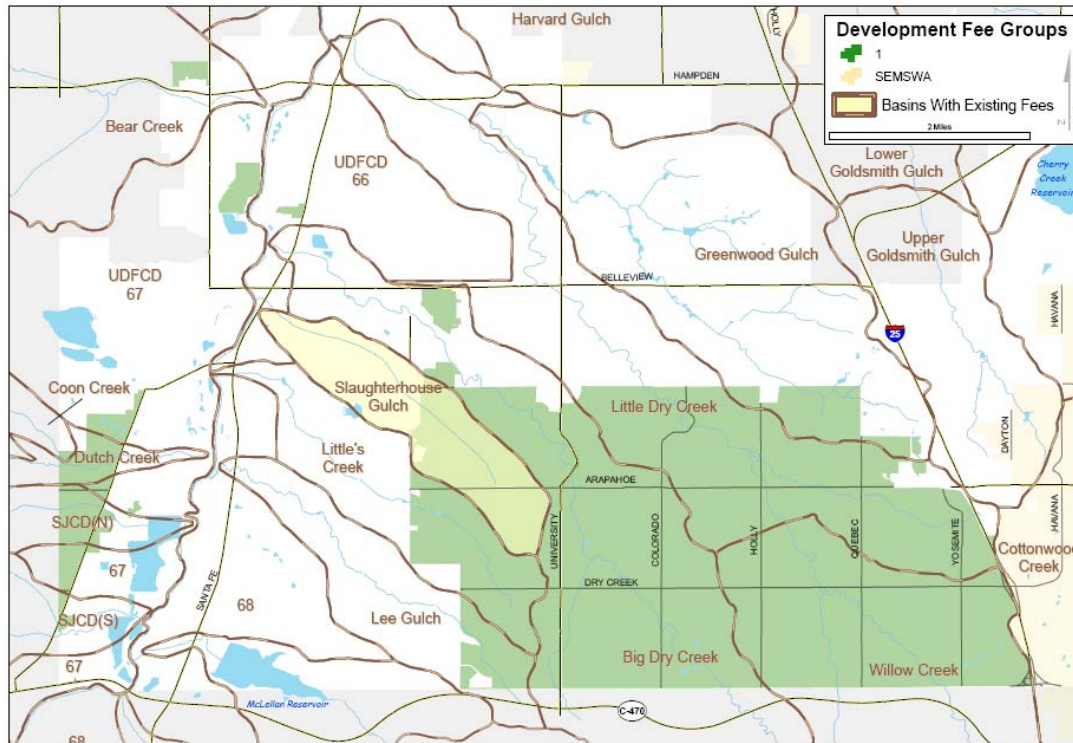 Harvard Gulch
HOLLY
HAMPDEN
Development Fee Groups
1
SEMSWA
Basins With Existing Fees
2 Miles
N
Bear Creek
UDFCD
66
Lower
Goldsmith Gulch
Cherry
Creek
Reservoir
Upper
Goldsmith Gulch
Greenwood Gulch
UDFCD
67
BELLEVIEW
HAVANA
25
Coon Creek
Slaughterhouse
Gulch
Little Dry Creek
Dutch Creek
Little's
Creek
DAYTON
ARAPAHOE
SJCD(N)
UNIVERSITY
COLORADO
HOLLY
QUEBEC
YOSEMITE
HAVANA
Cottonwood
Creek
67
SANTA FE
DRY CREEK
68
SJCD(S)
Lee Gulch
67
Big Dry Creek
Willow Creek
McLellan Reservoir
C-470
68